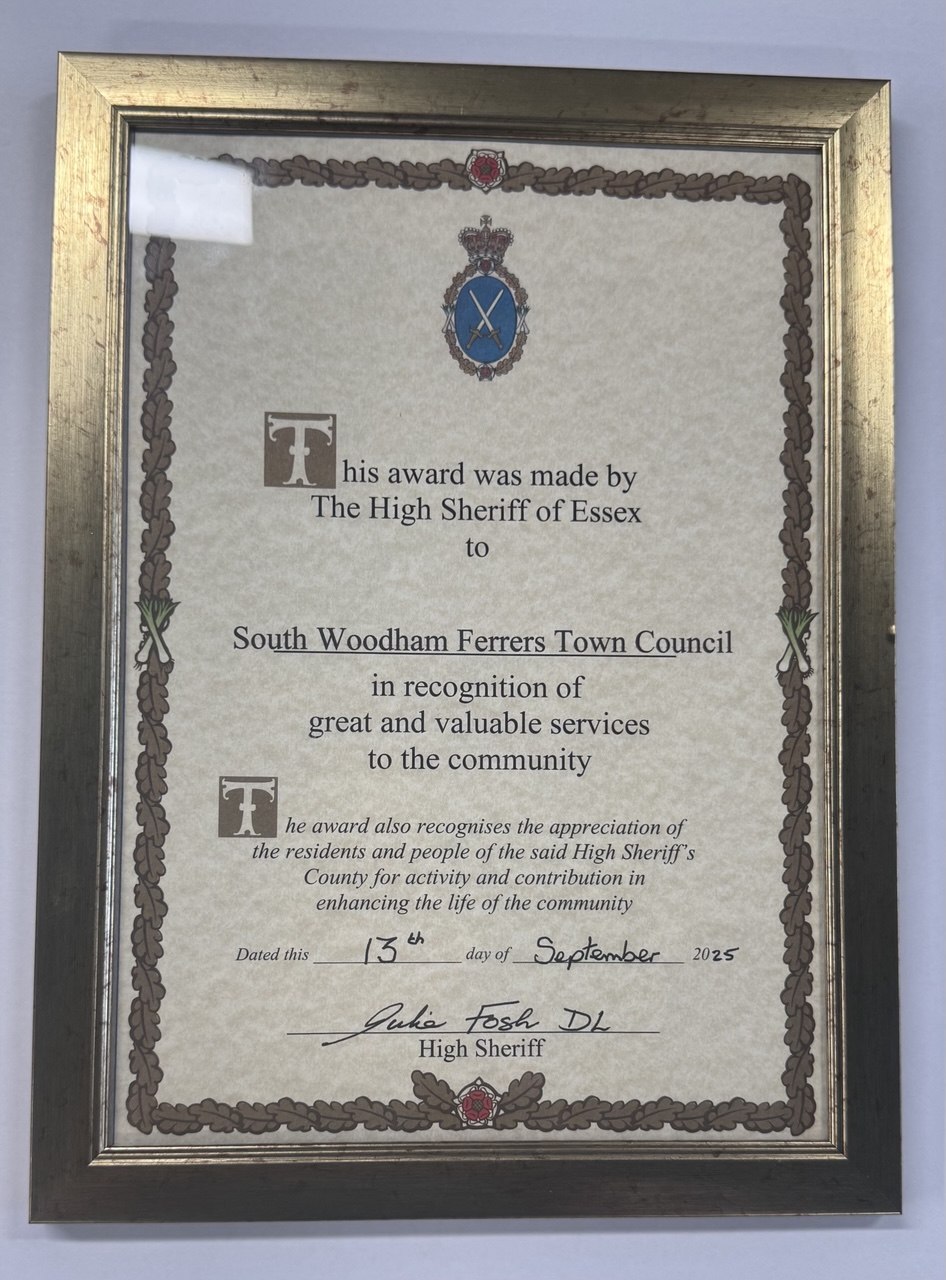 This award was made by
The High Sheriff of Essex
to
South Woodham Ferrers Town Council
in recognition of
great and valuable services
to the community
The award also recognises the appreciation of
the residents and people of the said High Sheriff's
County for activity and contribution in
enhancing the life of the community
Dated this 13th day of September 2025
Julie Fosh DL
High Sheriff